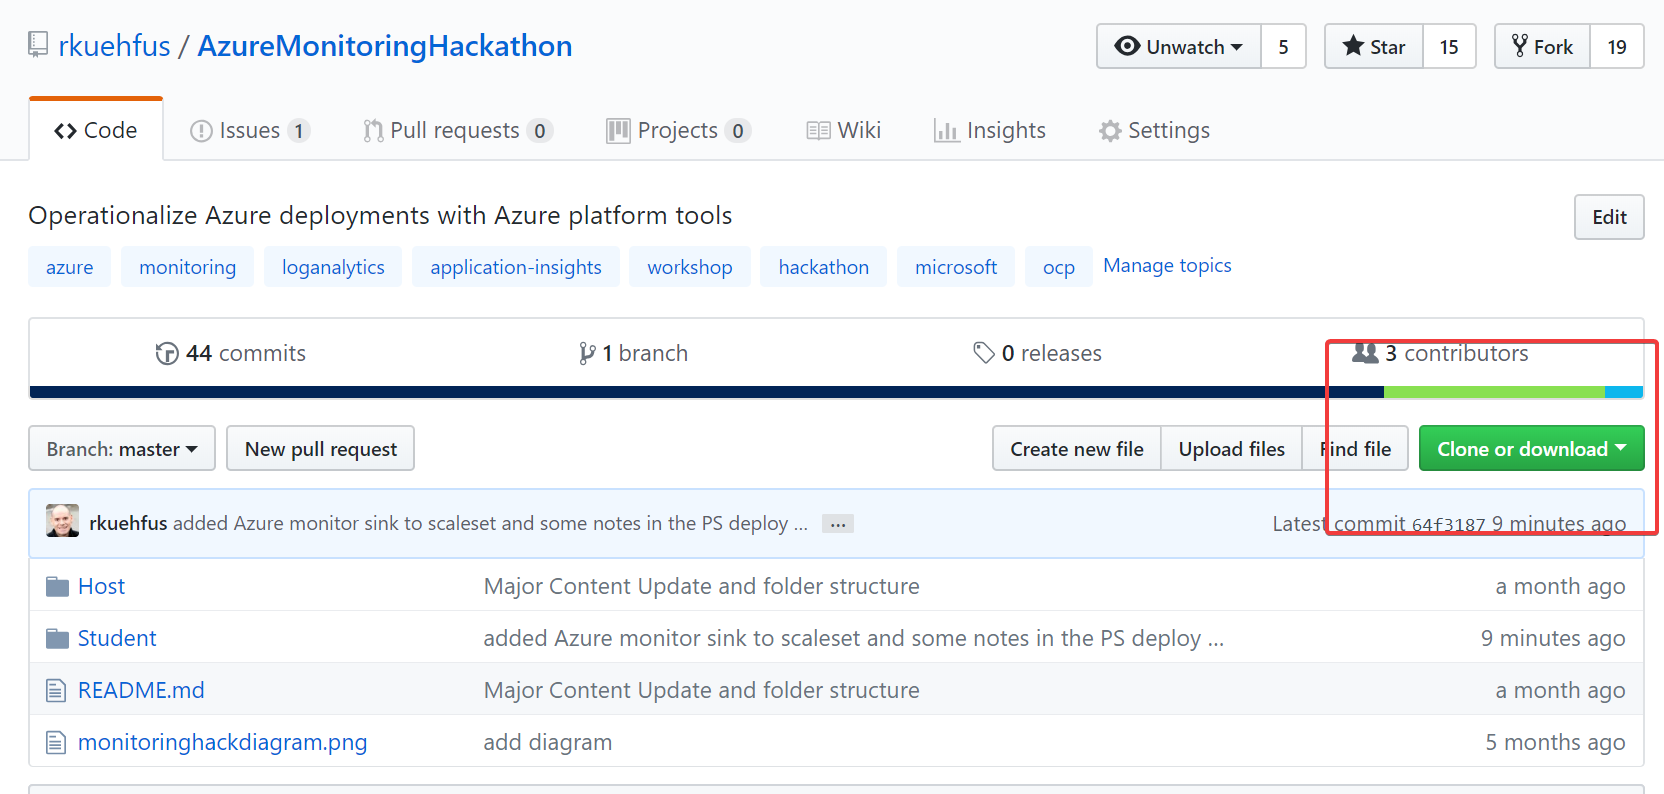 rkuehfus / AzureMonitoringHackathon
Unwatch 5 Star 15 Fork 19
Code Issues 1 Pull requests 0 Projects 0 Wiki Insights Settings
Operationalize Azure deployments with Azure platform tools
Edit
azure monitoring loganalytics application-insights workshop hackathon microsoft ocp Manage topics
44 commits 1 branch 0 releases 3 contributors
Branch: master New pull request Create new file Upload files Find file Clone or download
rkuehfus added Azure monitor sink to scaleset and some notes in the PS deploy ... ... Latest commit 64f3187 9 minutes ago
Host Major Content Update and folder structure a month ago
Student added Azure monitor sink to scaleset and some notes in the PS deploy ... 9 minutes ago
README.md Major Content Update and folder structure a month ago
monitoringhackdiagram.png add diagram 5 months ago